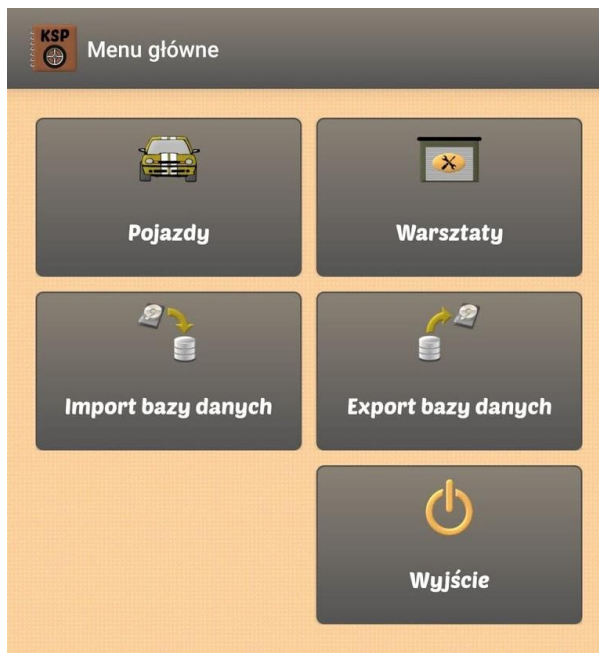 KSP
Menu główne
Pojazdy
Warsztaty
Import bazy danych
Export bazy danych
Wyjście